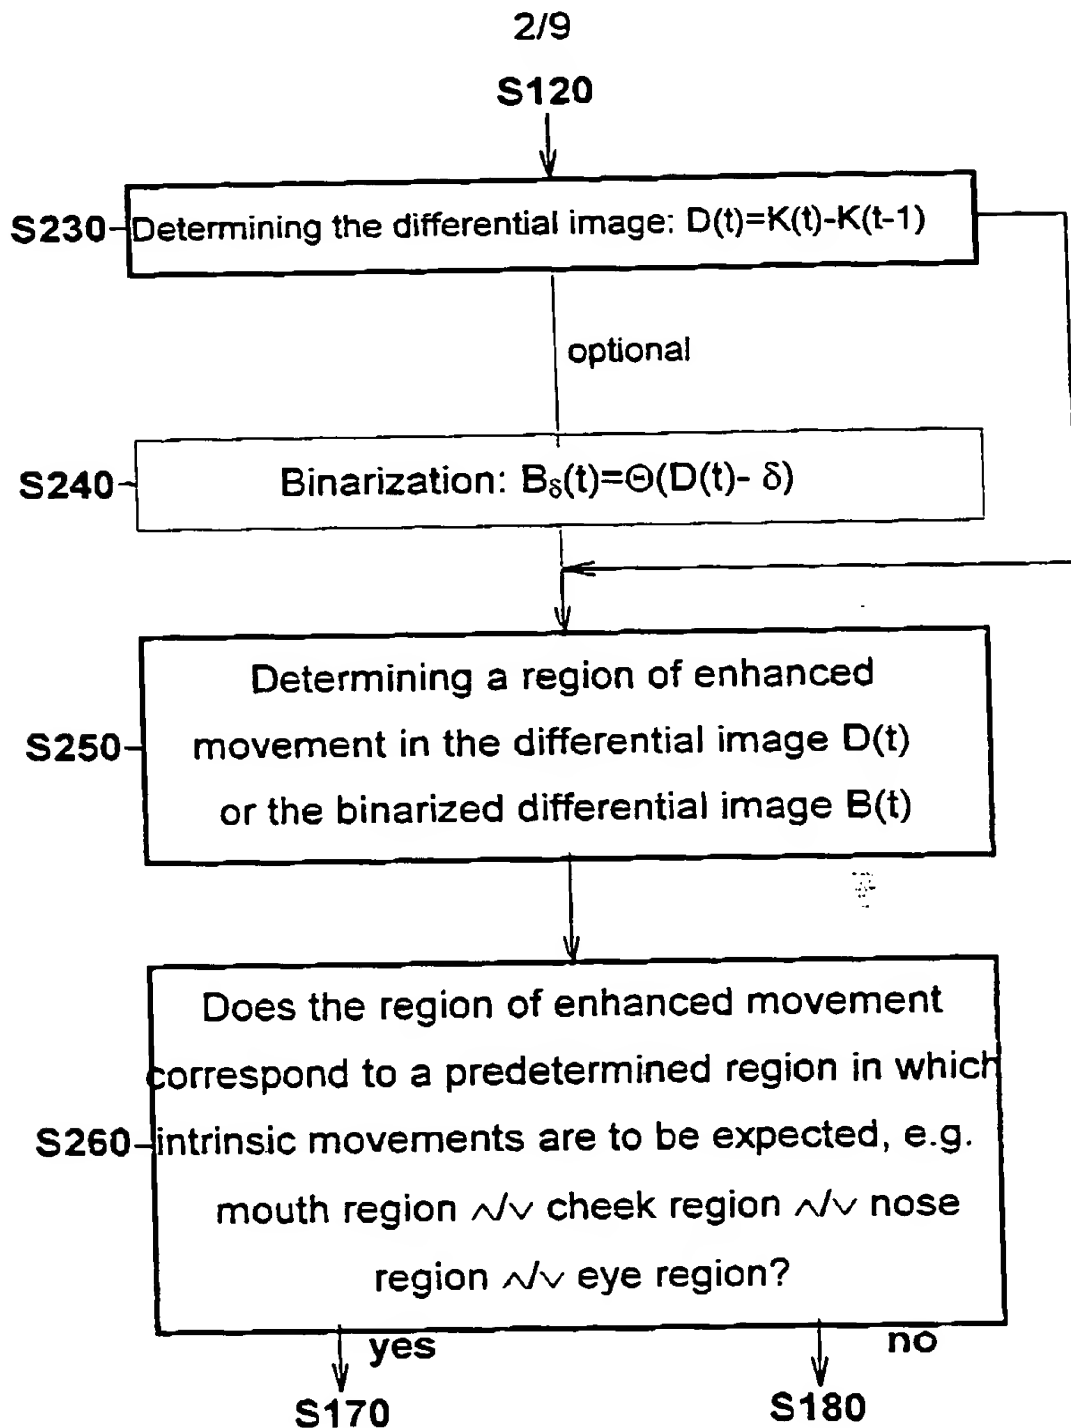 2/9
S120
S230 Determining the differential image: D(t)=K(t)-K(t-1)
optional
S240 Binarization: Bδ(t)=Θ(D(t)- δ)
Determining a region of enhanced
S250 movement in the differential image D(t)
or the binarized differential image B(t)
Does the region of enhanced movement
correspond to a predetermined region in which
S260 intrinsic movements are to be expected, e.g.
mouth region ∧/∨ cheek region ∧/∨ nose
region ∧/∨ eye region?
yes no
S170 S180